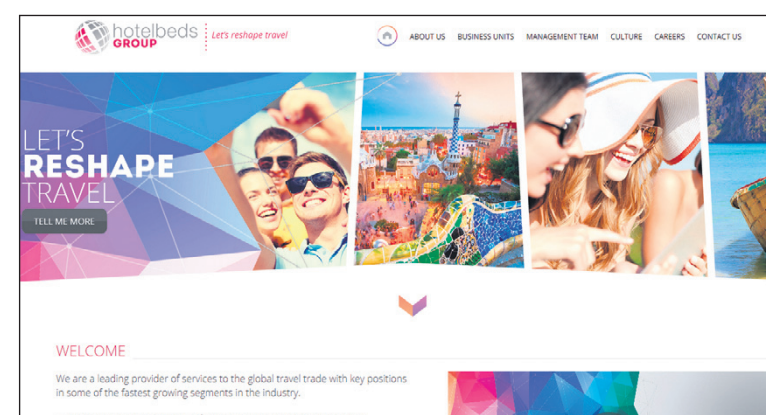 hotelbeds
GROUP
Let's reshape travel
ABOUT US BUSINESS UNITS MANAGEMENT TEAM CULTURE CAREERS CONTACT US
LET'S
RESHAPE
TRAVEL
TELL ME MORE
WELCOME
We are a leading provider of services to the global travel trade with key positions
in some of the fastest growing segments in the industry.